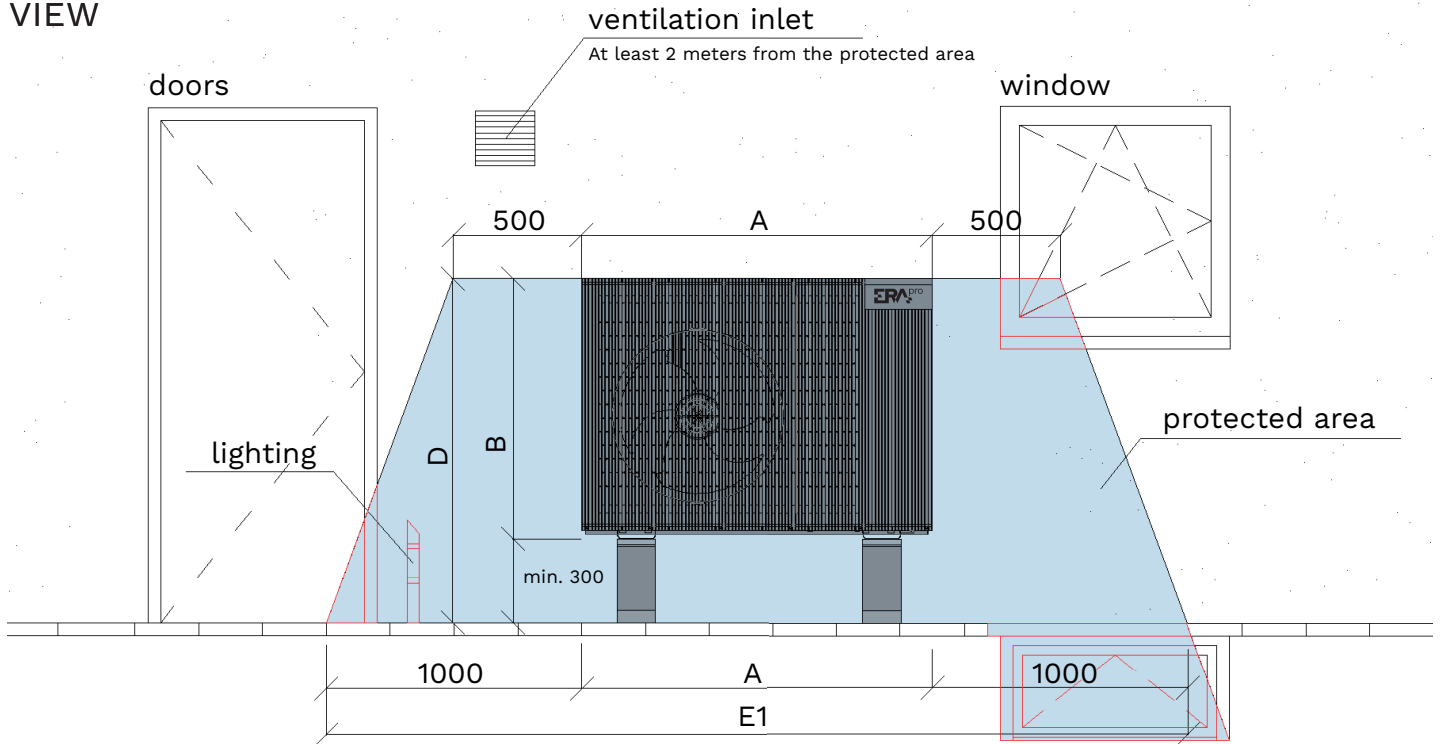 VIEW
ventilation inlet
At least 2 meters from the protected area
doors
window
500
A
500
ERA pro
protected area
lighting
D
B
min. 300
1000
A
1000
E1